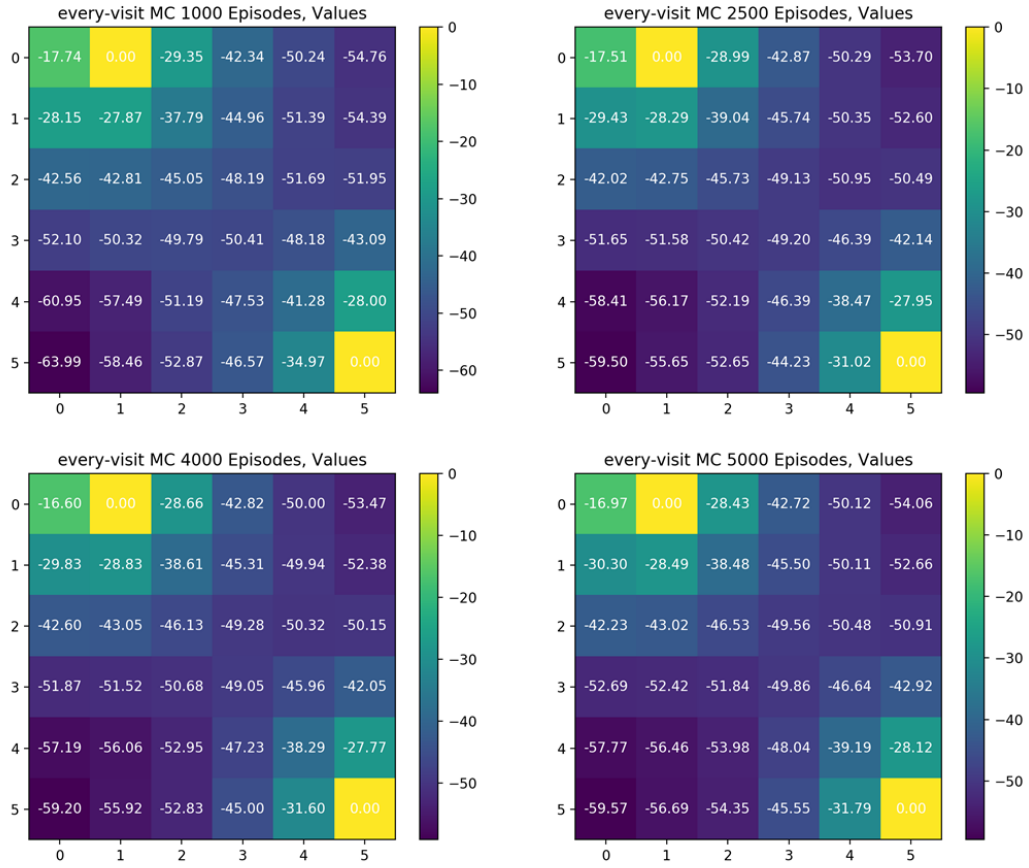 every-visit MC 1000 Episodes, Values
0 -17.74 0.00 -29.35 -42.34 -50.24 -54.76
1 -28.15 -27.87 -37.79 -44.96 -51.39 -54.39
2 -42.56 -42.81 -45.05 -48.19 -51.69 -51.95
3 -52.10 -50.32 -49.79 -50.41 -48.18 -43.09
4 -60.95 -57.49 -51.19 -47.53 -41.28 -28.00
5 -63.99 -58.46 -52.87 -46.57 -34.97 0.00
0 1 2 3 4 5
0
−10
−20
−30
−40
−50
−60
every-visit MC 2500 Episodes, Values
0 -17.51 0.00 -28.99 -42.87 -50.29 -53.70
1 -29.43 -28.29 -39.04 -45.74 -50.35 -52.60
2 -42.02 -42.75 -45.73 -49.13 -50.95 -50.49
3 -51.65 -51.58 -50.42 -49.20 -46.39 -42.14
4 -58.41 -56.17 -52.19 -46.39 -38.47 -27.95
5 -59.50 -55.65 -52.65 -44.23 -31.02 0.00
0 1 2 3 4 5
0
−10
−20
−30
−40
−50
every-visit MC 4000 Episodes, Values
0 -16.60 0.00 -28.66 -42.82 -50.00 -53.47
1 -29.83 -28.83 -38.61 -45.31 -49.94 -52.38
2 -42.60 -43.05 -46.13 -49.28 -50.32 -50.15
3 -51.87 -51.52 -50.68 -49.05 -45.96 -42.05
4 -57.19 -56.06 -52.95 -47.23 -38.29 -27.77
5 -59.20 -55.92 -52.83 -45.00 -31.60 0.00
0 1 2 3 4 5
0
−10
−20
−30
−40
−50
every-visit MC 5000 Episodes, Values
0 -16.97 0.00 -28.43 -42.72 -50.12 -54.06
1 -30.30 -28.49 -38.48 -45.50 -50.11 -52.66
2 -42.23 -43.02 -46.53 -49.56 -50.48 -50.91
3 -52.69 -52.42 -51.84 -49.86 -46.64 -42.92
4 -57.77 -56.46 -53.98 -48.04 -39.19 -28.12
5 -59.57 -56.69 -54.35 -45.55 -31.79 0.00
0 1 2 3 4 5
0
−10
−20
−30
−40
−50